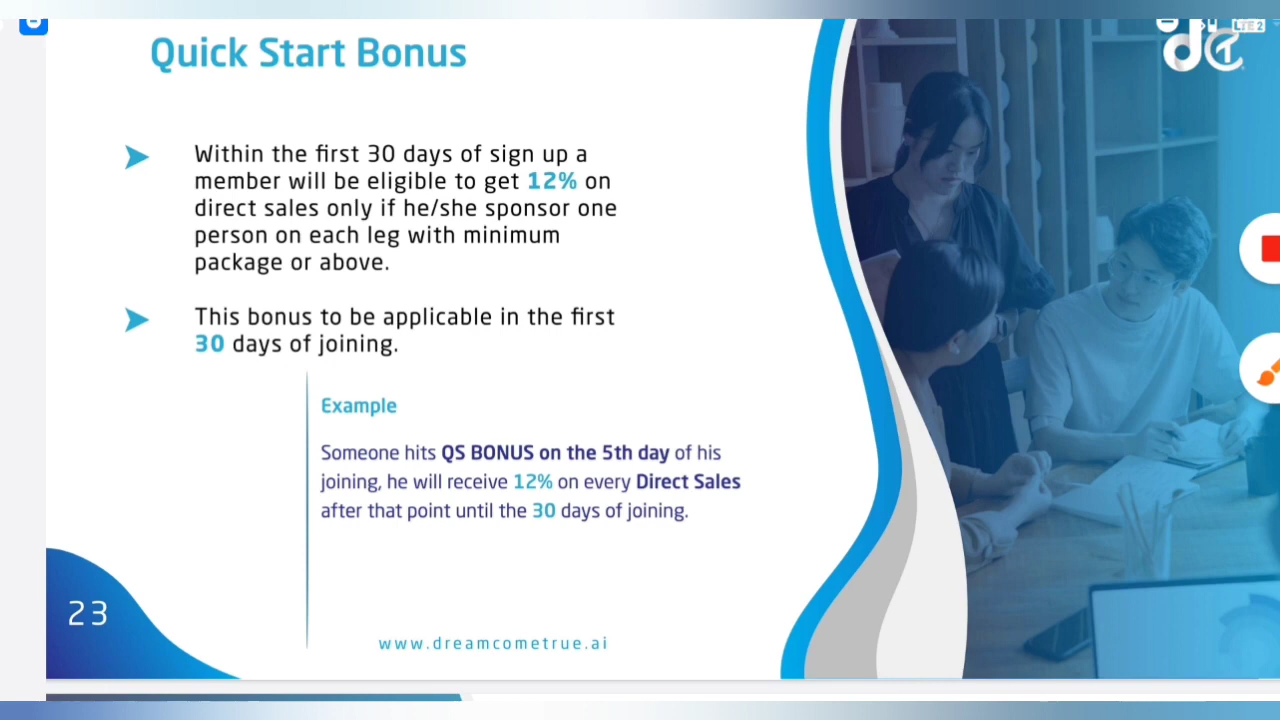 LTE 2
Quick Start Bonus
dCT
Within the first 30 days of sign up a
member will be eligible to get 12% on
direct sales only if he/she sponsor one
person on each leg with minimum
package or above.
This bonus to be applicable in the first
30 days of joining.
Example
Someone hits QS BONUS on the 5th day of his
joining, he will receive 12% on every Direct Sales
after that point until the 30 days of joining.
23
www.dreamcometrue.ai